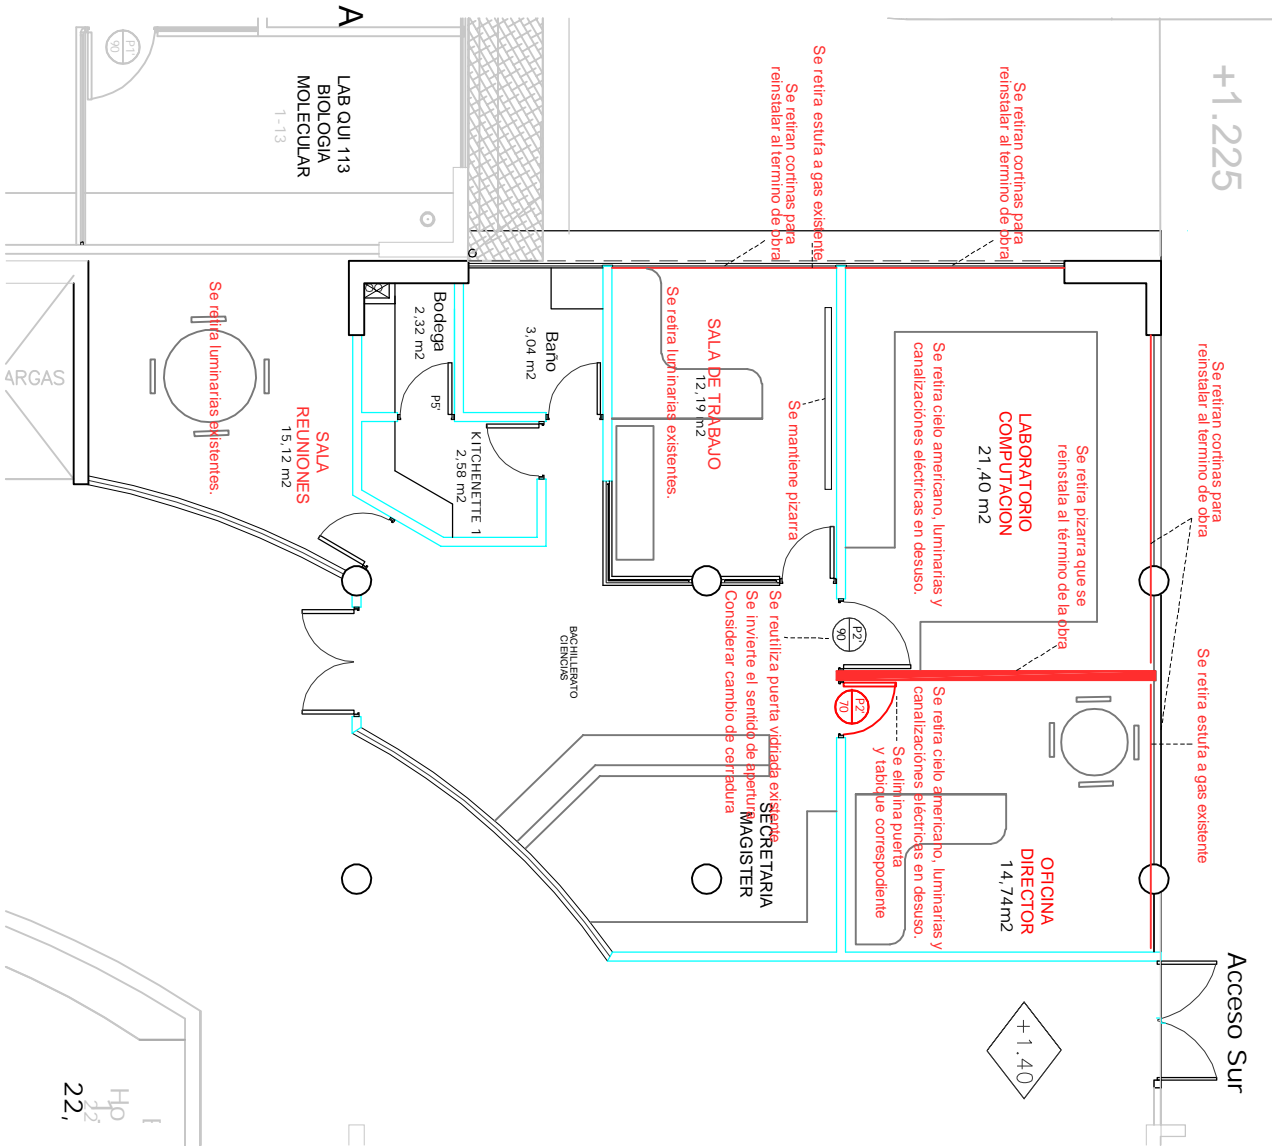 A
LAB QUI 113
BIOLOGIA
MOLECULAR
1-13
P1'
90
+1.225
Se retira estufa a gas existente
Se retiran cortinas para
reinstalar al termino de obra
Se retiran cortinas para
reinstalar al termino de obra
Se retiran cortinas para
reinstalar al termino de obra
Se retira estufa a gas existente
ARGAS
Se retira luminarias existentes.
SALA
REUNIONES
15,12 m2
Bodega
2,32 m2
P5'
Baño
3,04 m2
KITCHENETTE 1
2,58 m2
SALA DE TRABAJO
12,19 m2
Se retira luminarias existentes.
Se mantiene pizarra
Se retira cielo americano, luminarias y
canalizaciónes eléctricas en desuso.
LABORATORIO
COMPUTACION
21,40 m2
Se retira pizarra que se
reinstala al término de la obra
BACHILLERATO
CIENCIAS
Se reutiliza puerta vidriada existente
Se invierte el sentido de apertura
Considerar cambio de cerradura
P2'
90
P2'
70
Se retira cielo americano, luminarias y
canalizaciónes eléctricas en desuso.
Se elimina puerta
y tabique correspodiente
SECRETARIA
MAGISTER
OFICINA
DIRECTOR
14,74m2
Acceso Sur
+1.40
Ho
22.
22,